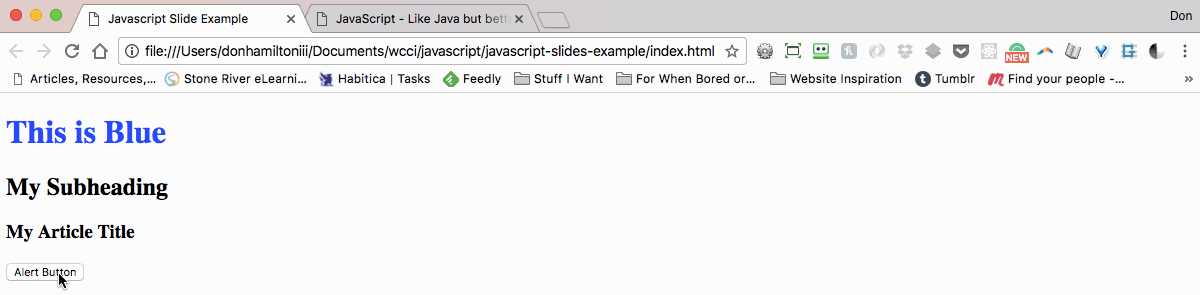 Javascript Slide Example
JavaScript - Like Java but bett
Don
file:///Users/donhamiltoniii/Documents/wcci/javascript/javascript-slides-example/index.html
NEW
Articles, Resources,... Stone River eLearni... Habitica | Tasks Feedly Stuff I Want For When Bored or... Website Inspiration Tumblr Find your people -... »
This is Blue
My Subheading
My Article Title
Alert Button